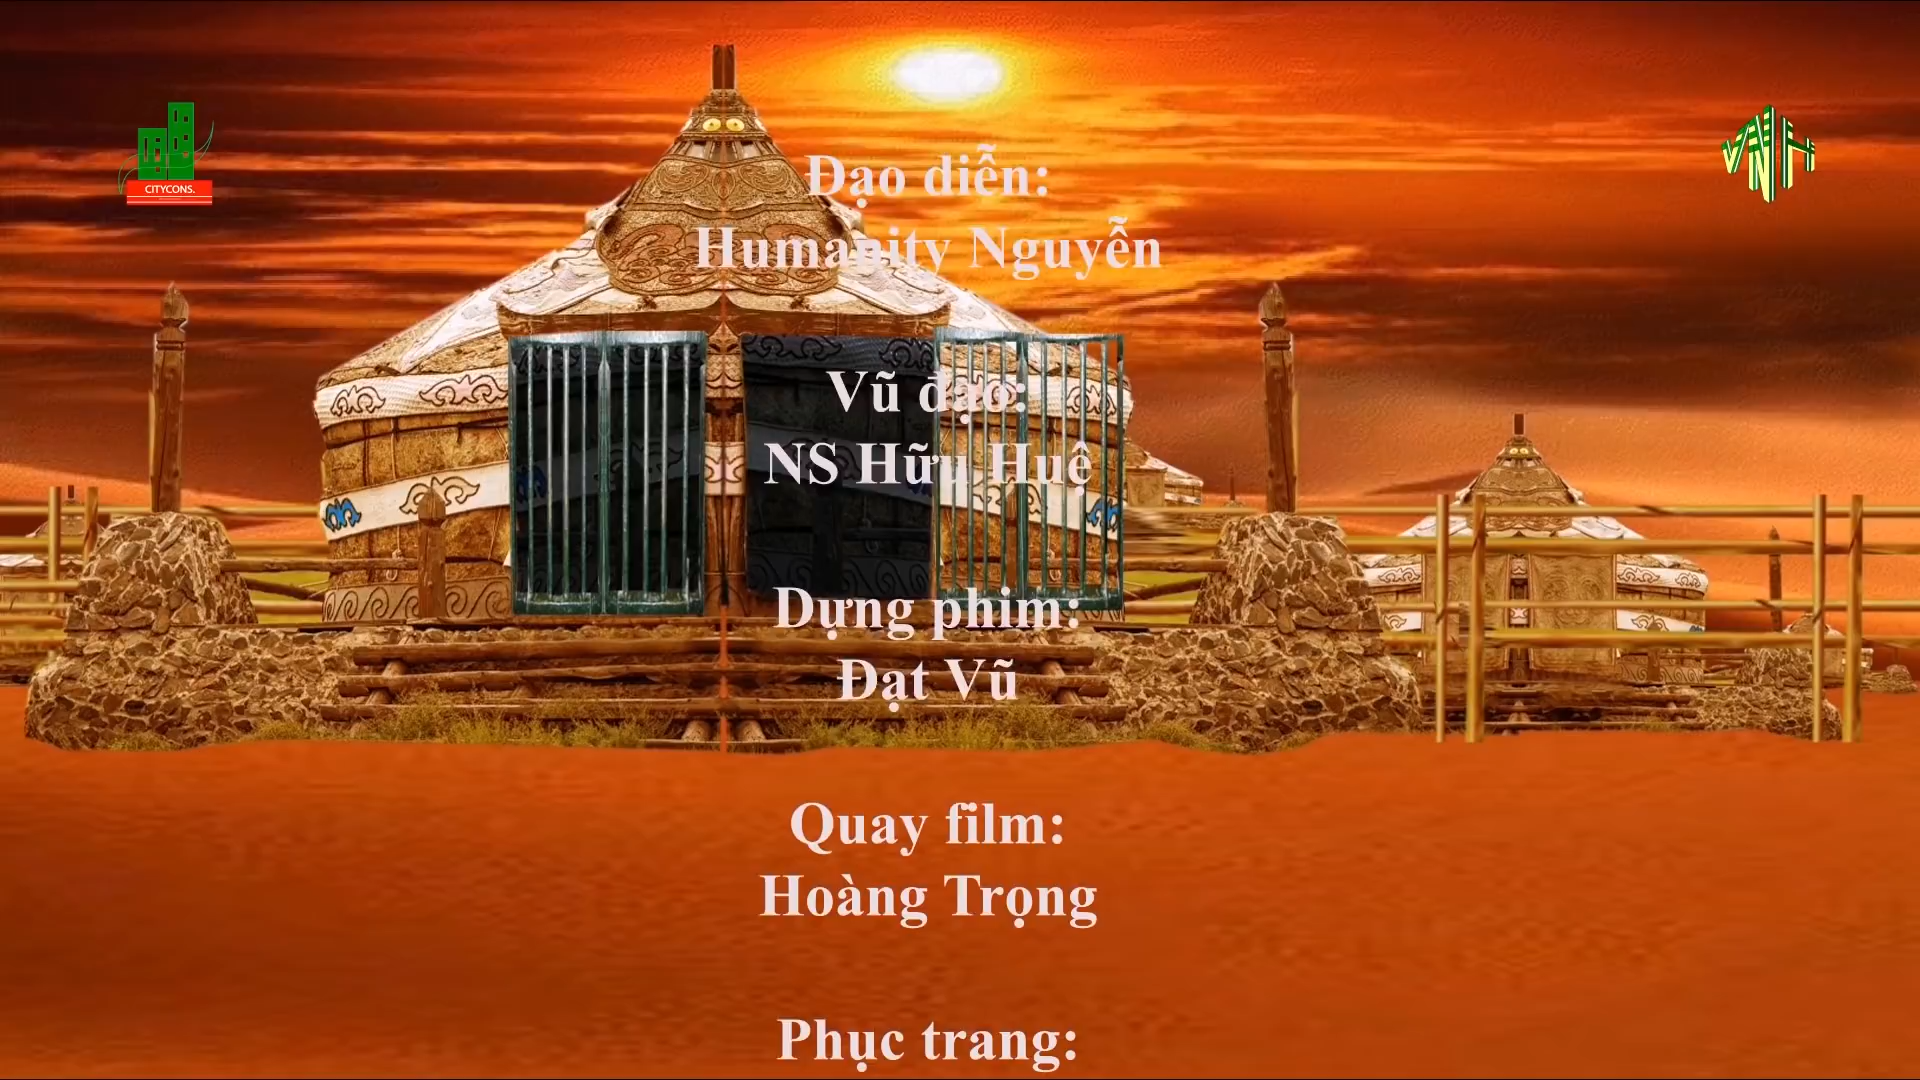 CITYCONS.
VNH
Đạo diễn:
Humanity Nguyễn
Vũ đạo:
NS Hữu Huệ
Dựng phim:
Đạt Vũ
Quay film:
Hoàng Trọng
Phục trang: